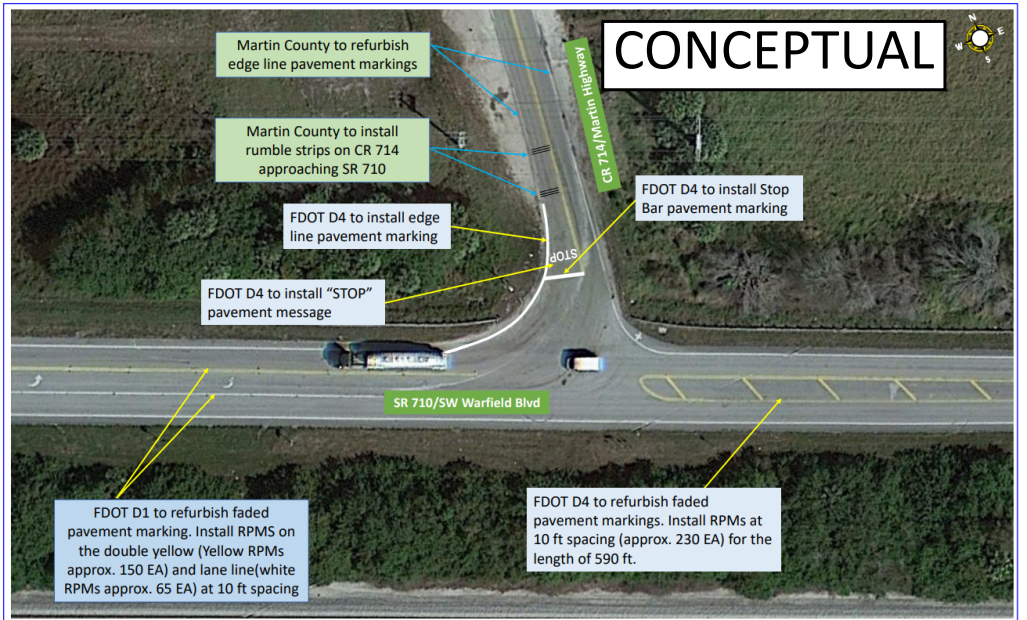 CONCEPTUAL
N
E
W
S
Martin County to refurbish
edge line pavement markings
CR 714/Martin Highway
Martin County to install
rumble strips on CR 714
approaching SR 710
FDOT D4 to install Stop
Bar pavement marking
FDOT D4 to install edge
line pavement marking
STOP
FDOT D4 to install “STOP”
pavement message
SR 710/SW Warfield Blvd
FDOT D1 to refurbish faded
pavement marking. Install RPMS on
the double yellow (Yellow RPMs
approx. 150 EA) and lane line(white
RPMs approx. 65 EA) at 10 ft spacing
FDOT D4 to refurbish faded
pavement markings. Install RPMs at
10 ft spacing (approx. 230 EA) for the
length of 590 ft.